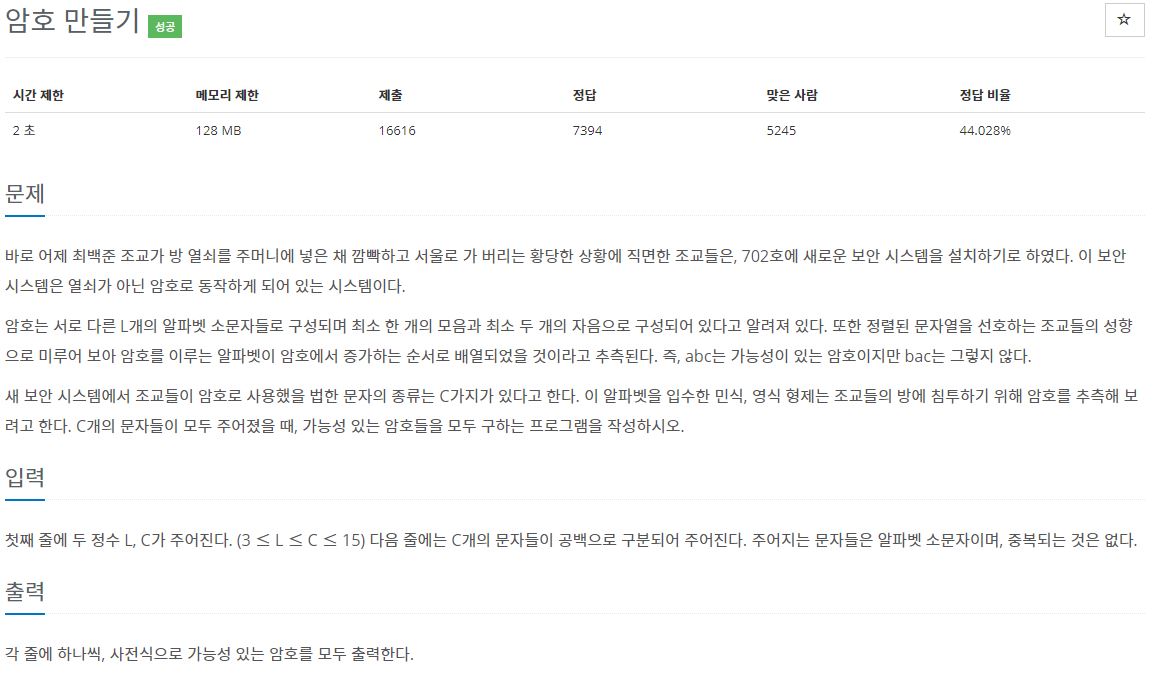 암호 만들기 성공
☆
시간 제한 메모리 제한 제출 정답 맞은 사람 정답 비율
2 초 128 MB 16616 7394 5245 44.028%
문제
바로 어제 최백준 조교가 방 열쇠를 주머니에 넣은 채 깜빡하고 서울로 가 버리는 황당한 상황에 직면한 조교들은, 702호에 새로운 보안 시스템을 설치하기로 하였다. 이 보안
시스템은 열쇠가 아닌 암호로 동작하게 되어 있는 시스템이다.
암호는 서로 다른 L개의 알파벳 소문자들로 구성되며 최소 한 개의 모음과 최소 두 개의 자음으로 구성되어 있다고 알려져 있다. 또한 정렬된 문자열을 선호하는 조교들의 성향
으로 미루어 보아 암호를 이루는 알파벳이 암호에서 증가하는 순서로 배열되었을 것이라고 추측된다. 즉, abc는 가능성이 있는 암호이지만 bac는 그렇지 않다.
새 보안 시스템에서 조교들이 암호로 사용했을 법한 문자의 종류는 C가지가 있다고 한다. 이 알파벳을 입수한 민식, 영식 형제는 조교들의 방에 침투하기 위해 암호를 추측해 보
려고 한다. C개의 문자들이 모두 주어졌을 때, 가능성 있는 암호들을 모두 구하는 프로그램을 작성하시오.
입력
첫째 줄에 두 정수 L, C가 주어진다. (3 ≤ L ≤ C ≤ 15) 다음 줄에는 C개의 문자들이 공백으로 구분되어 주어진다. 주어지는 문자들은 알파벳 소문자이며, 중복되는 것은 없다.
출력
각 줄에 하나씩, 사전식으로 가능성 있는 암호를 모두 출력한다.